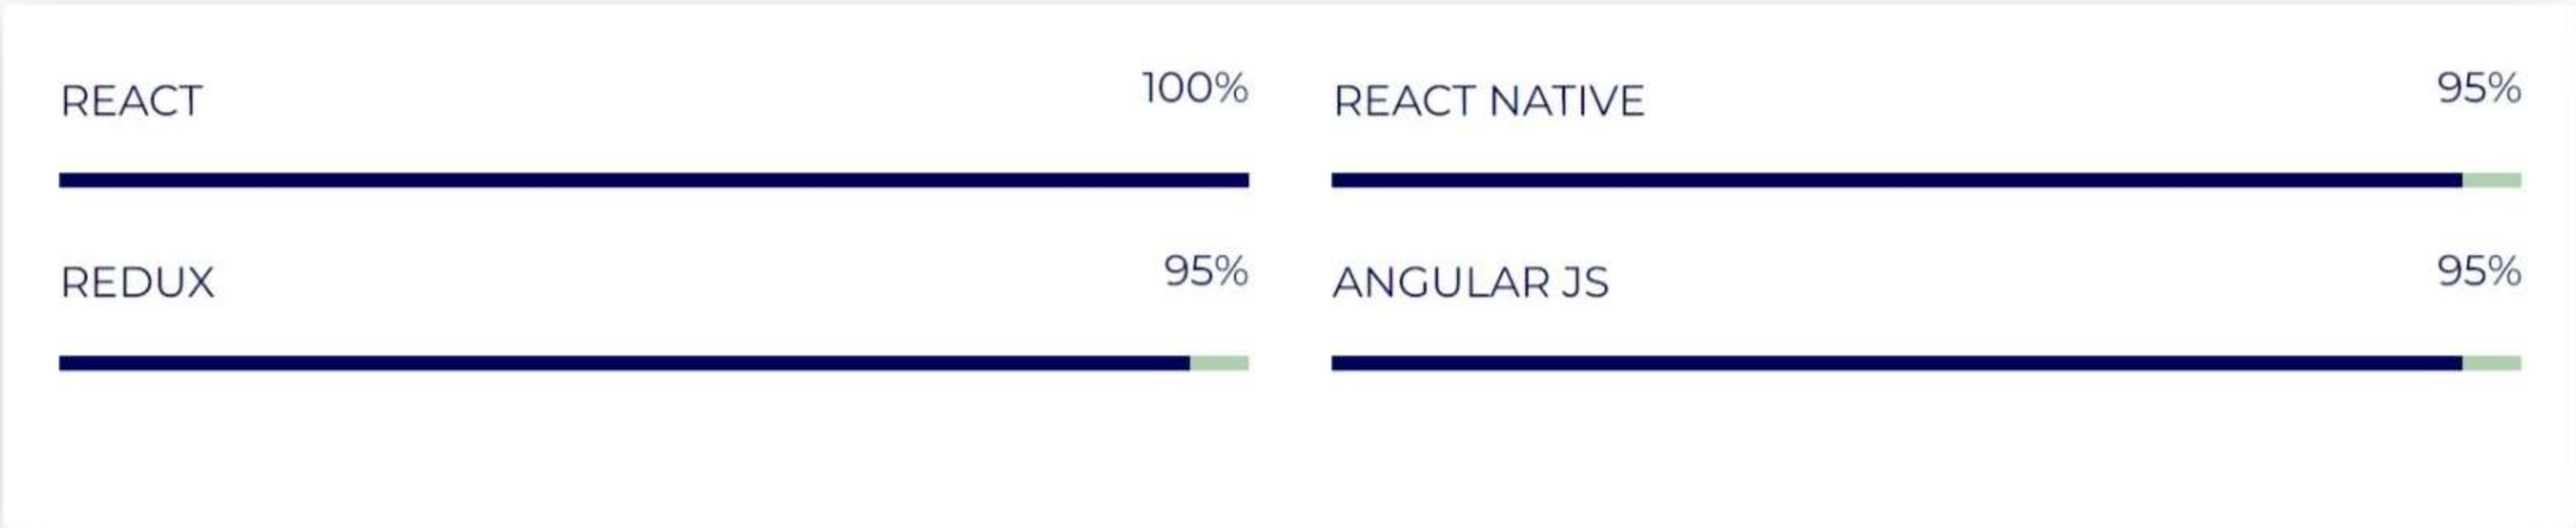 REACT 100%
REACT NATIVE 95%
REDUX 95%
ANGULAR JS 95%